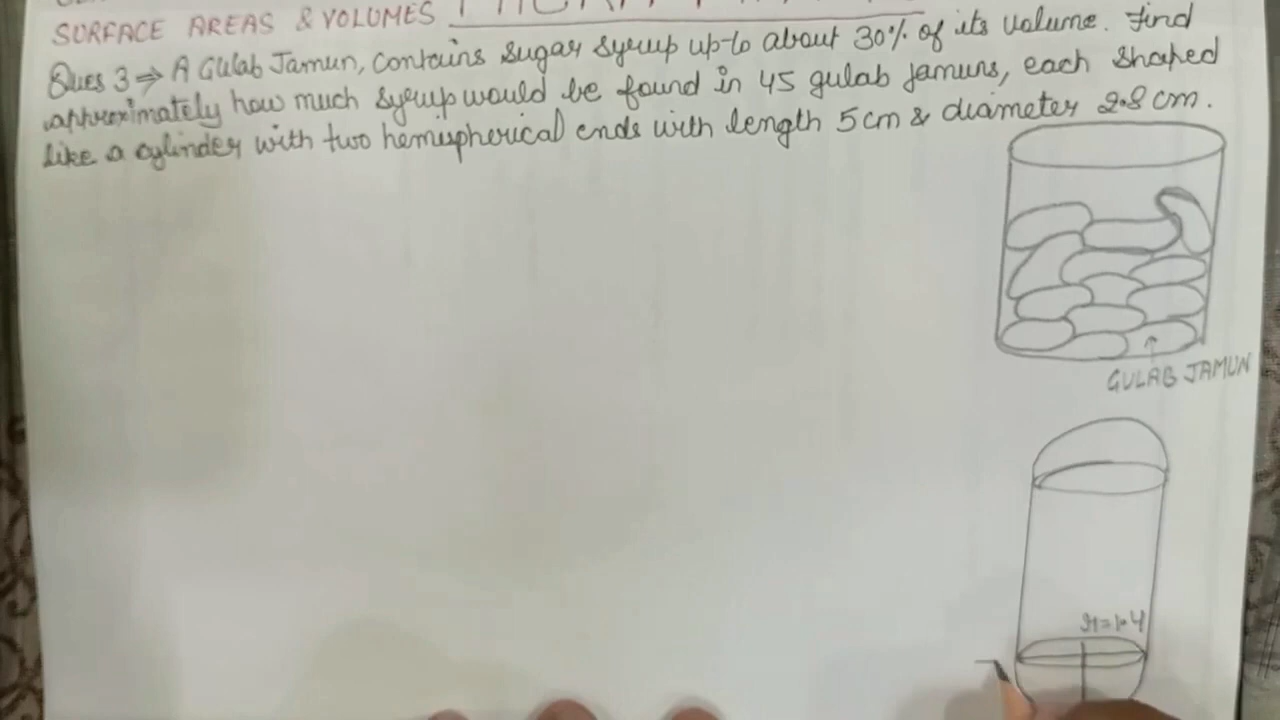 SURFACE AREAS & VOLUMES
Ques 3 ⇒ A Gulab Jamun, contains sugar syrup up-to about 30% of its volume. Find
approximately how much syrup would be found in 45 gulab jamuns, each shaped
like a cylinder with two hemispherical ends with length 5cm & diameter 2.8 cm.
GULAB JAMUN
r=1.4